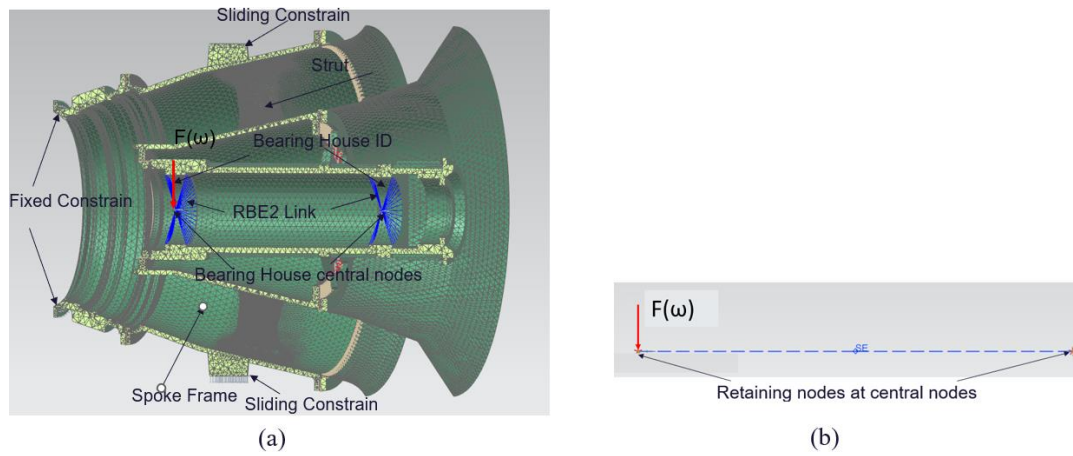 Sliding Constrain
Strut
F(ω)
Bearing House ID
Fixed Constrain
RBE2 Link
Bearing House central nodes
Spoke Frame
Sliding Constrain
(a)
F(ω)
SE
Retaining nodes at central nodes
(b)